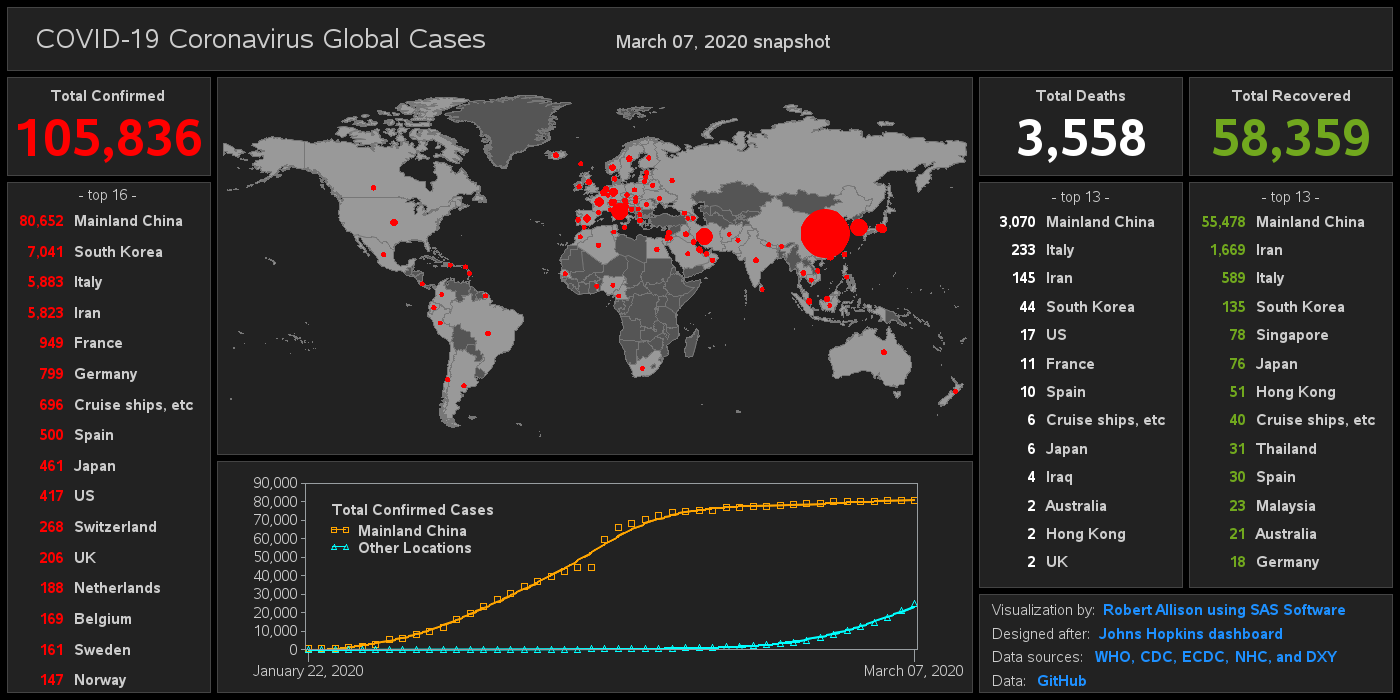 COVID-19 Coronavirus Global Cases
March 07, 2020 snapshot
Total Confirmed
105,836
- top 16 -
80,652 Mainland China
7,041 South Korea
5,883 Italy
5,823 Iran
949 France
799 Germany
696 Cruise ships, etc
500 Spain
461 Japan
417 US
268 Switzerland
206 UK
188 Netherlands
169 Belgium
161 Sweden
147 Norway
90,000
80,000
70,000
60,000
50,000
40,000
30,000
20,000
10,000
0
Total Confirmed Cases
Mainland China
Other Locations
January 22, 2020
March 07, 2020
Total Deaths
3,558
- top 13 -
3,070 Mainland China
233 Italy
145 Iran
44 South Korea
17 US
11 France
10 Spain
6 Cruise ships, etc
6 Japan
4 Iraq
2 Australia
2 Hong Kong
2 UK
Total Recovered
58,359
- top 13 -
55,478 Mainland China
1,669 Iran
589 Italy
135 South Korea
78 Singapore
76 Japan
51 Hong Kong
40 Cruise ships, etc
31 Thailand
30 Spain
23 Malaysia
21 Australia
18 Germany
Visualization by: Robert Allison using SAS Software
Designed after: Johns Hopkins dashboard
Data sources: WHO, CDC, ECDC, NHC, and DXY
Data: GitHub